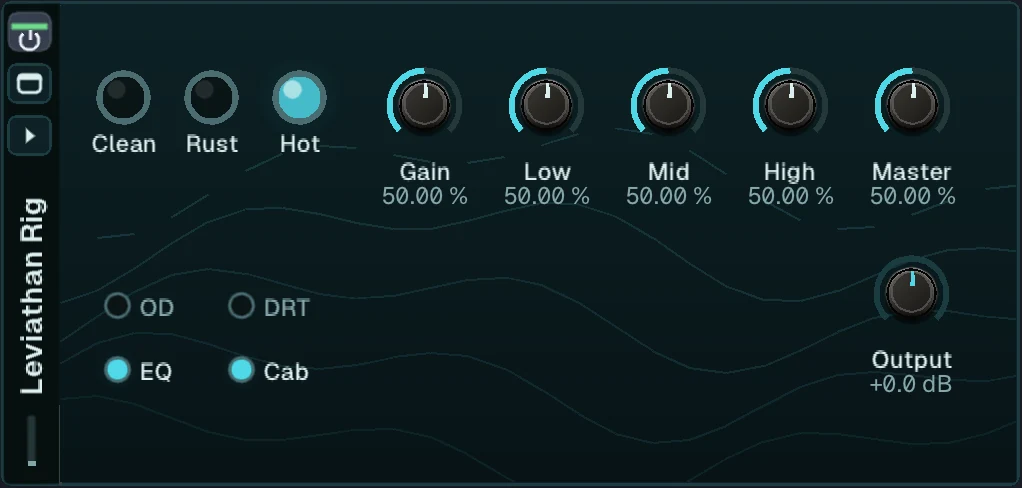 Leviathan Rig
Clean Rust Hot
Gain Low Mid High Master
50.00 % 50.00 % 50.00 % 50.00 % 50.00 %
OD DRT
EQ Cab
Output
+0.0 dB